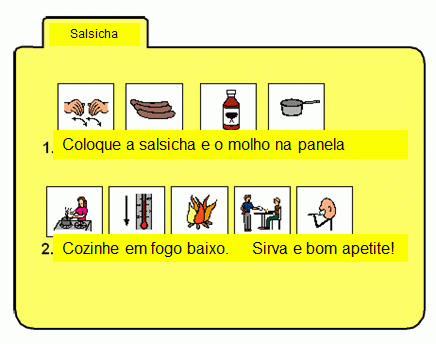 Salsicha
1. Coloque a salsicha e o molho na panela
2. Cozinhe em fogo baixo. Sirva e bom apetite!